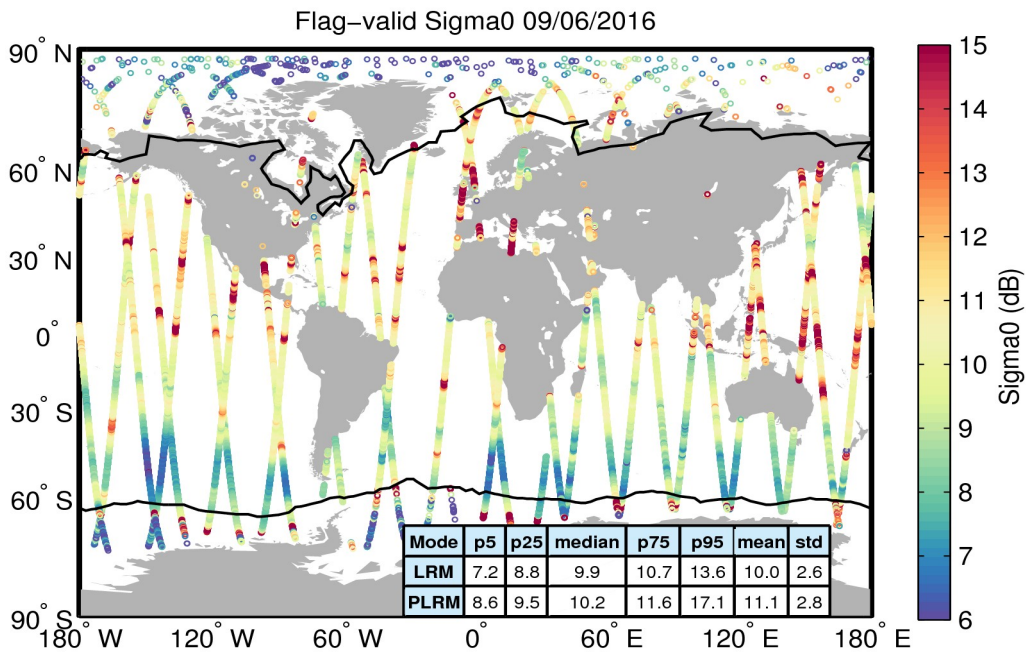 Flag-valid Sigma0 09/06/2016
90° N
60° N
30° N
0°
30° S
60° S
90° S
180° W
120° W
60° W
0°
60° E
120° E
180° E
Mode p5 p25 median p75 p95 mean std
LRM 7.2 8.8 9.9 10.7 13.6 10.0 2.6
PLRM 8.6 9.5 10.2 11.6 17.1 11.1 2.8
15
14
13
12
11
10
9
8
7
6
Sigma0 (dB)